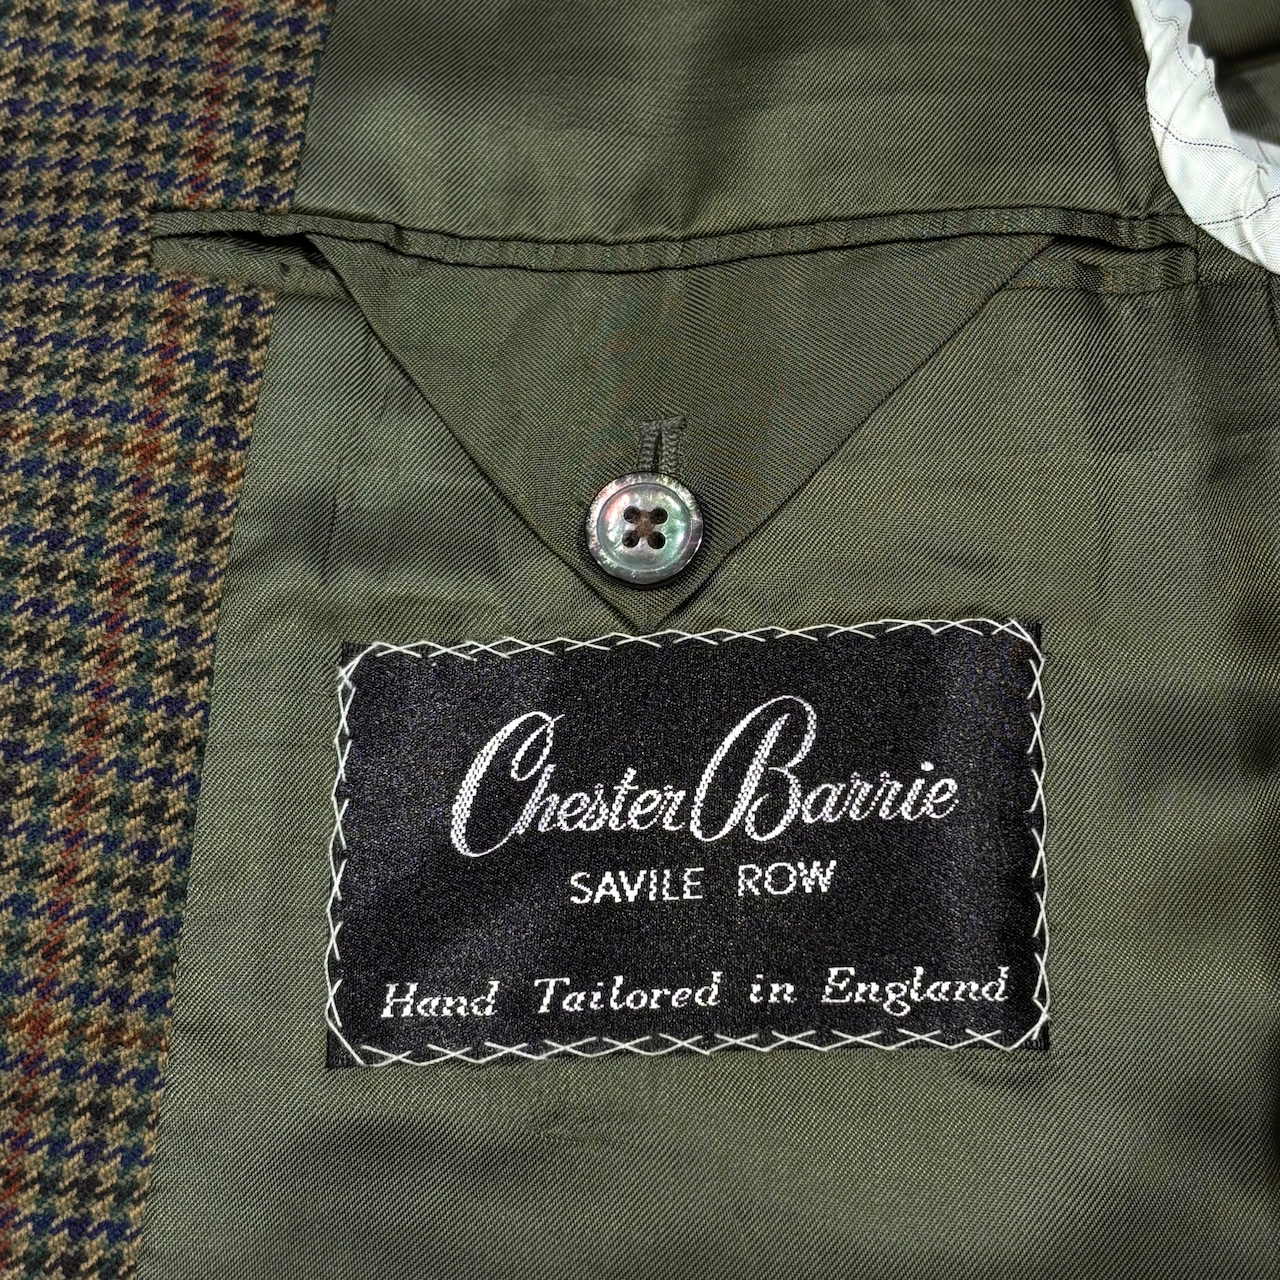 Chester Barrie
SAVILE ROW
Hand Tailored in England